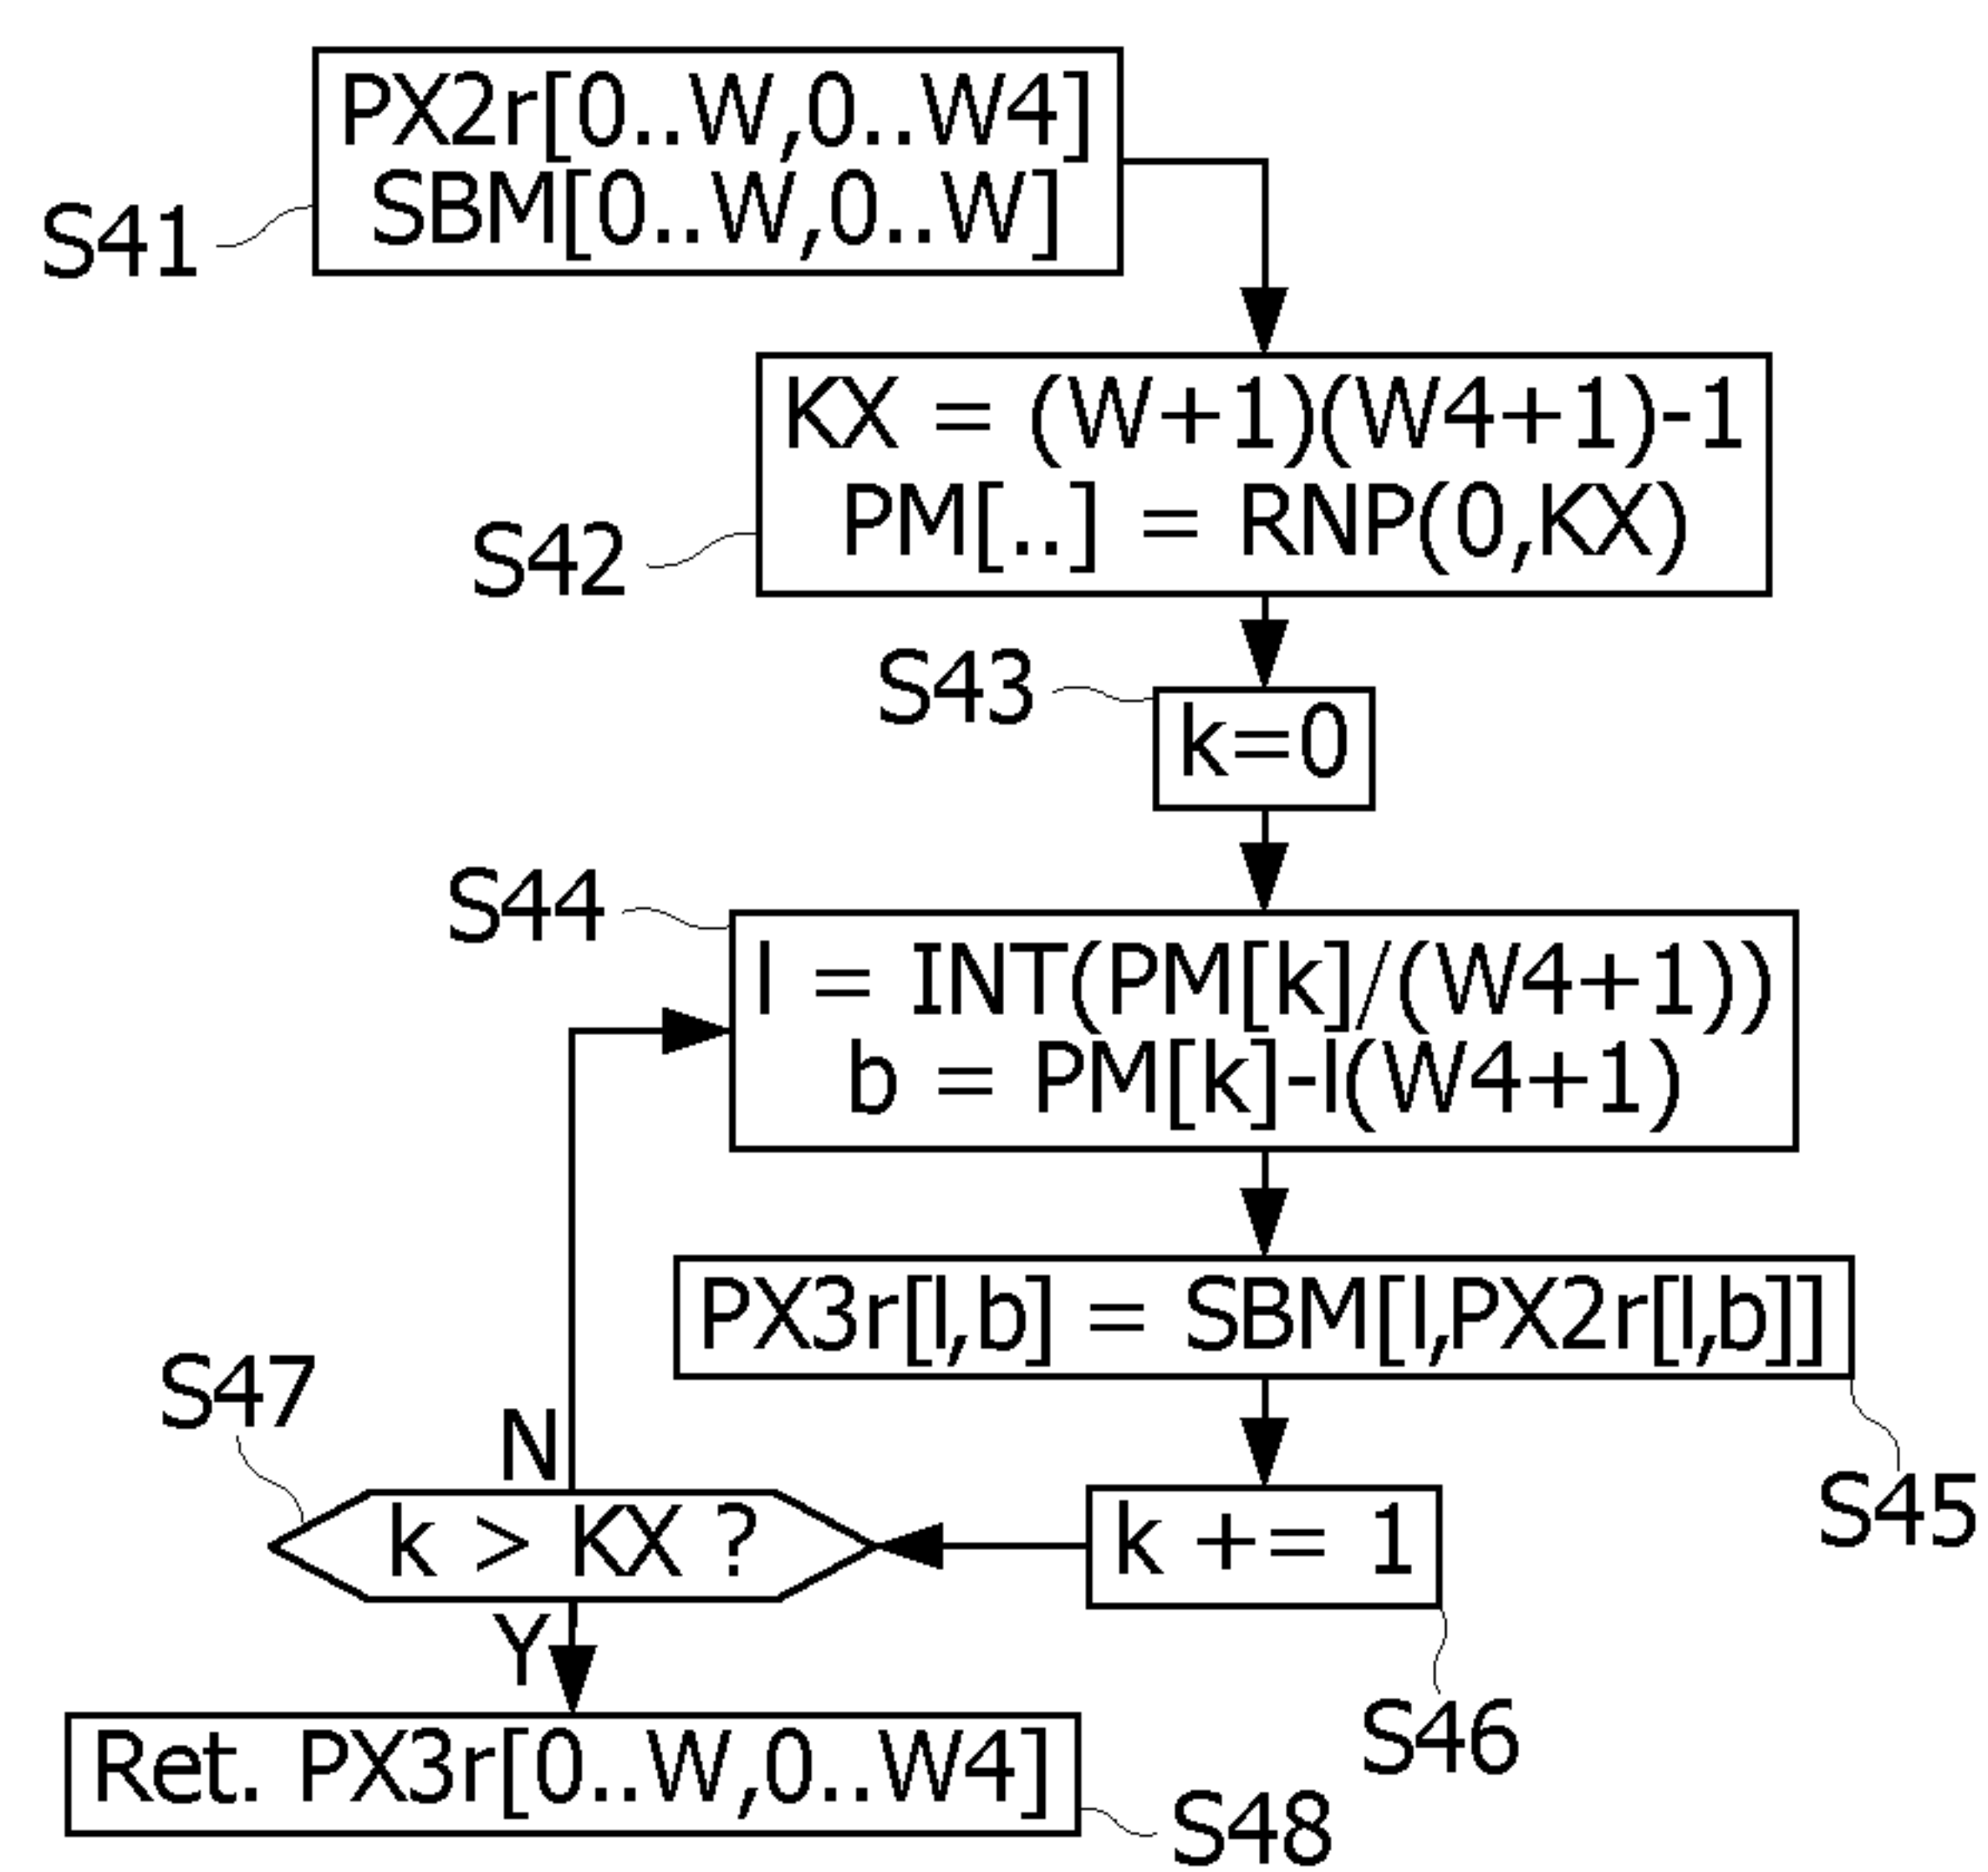 PX2r[0..W,0..W4]
SBM[0..W,0..W]
S41
KX = (W+1)(W4+1)-1
PM[..] = RNP(0,KX)
S42
S43
k=0
S44
l = INT(PM[k]/(W4+1))
b = PM[k]-l(W4+1)
PX3r[l,b] = SBM[l,PX2r[l,b]]
S45
S47
N
k > KX ?
k += 1
Y
S46
Ret. PX3r[0..W,0..W4]
S48